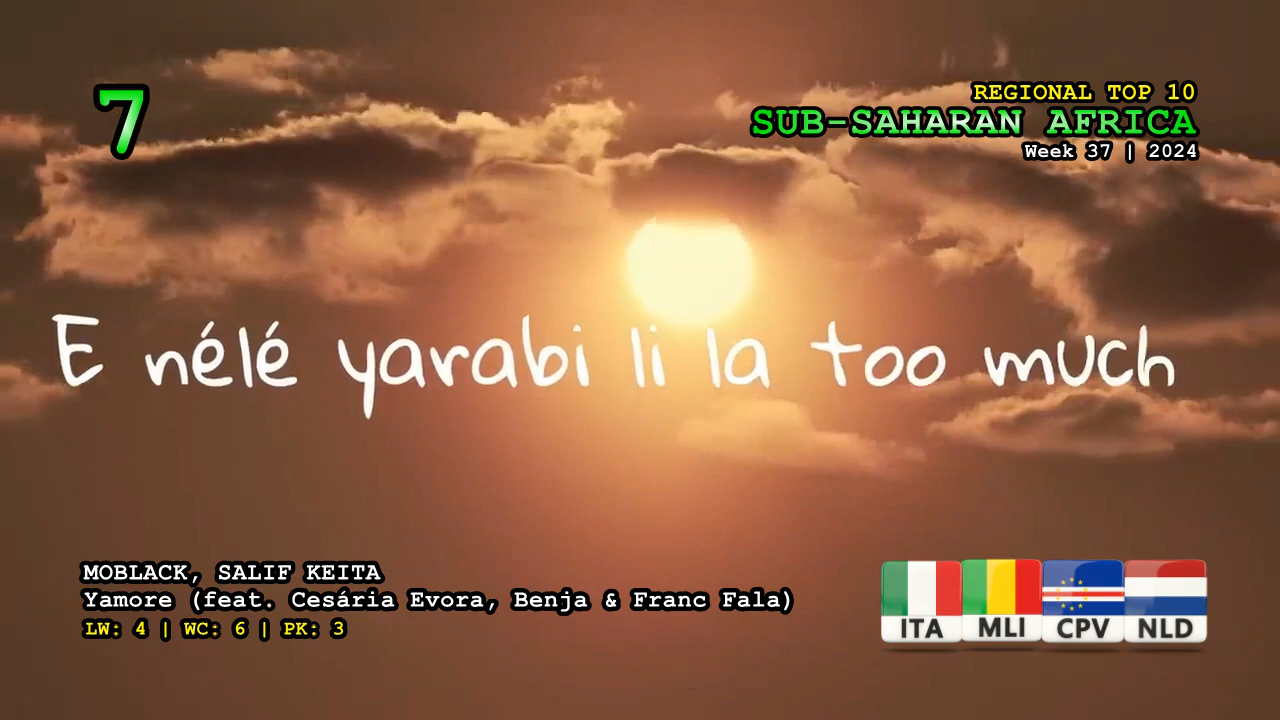 7
REGIONAL TOP 10
SUB-SAHARAN AFRICA
Week 37 | 2024
E nélé yarabi li la too much
MOBLACK, SALIF KEITA
Yamore (feat. Cesária Evora, Benja & Franc Fala)
LW: 4 | WC: 6 | PK: 3
ITA MLI CPV NLD